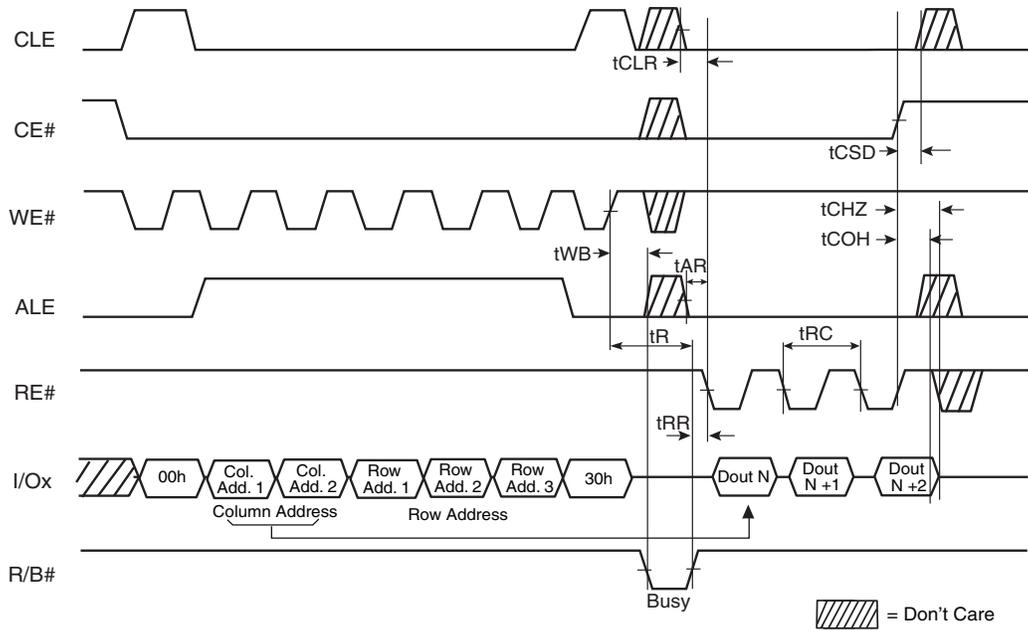 CLE
tCLR
CE#
tCSD
WE#
tCHZ
tCOH
tWB
tAR
ALE
tR
tRC
RE#
tRR
I/Ox
00h
Col.
Add. 1
Col.
Add. 2
Row
Add. 1
Row
Add. 2
Row
Add. 3
30h
Dout N
Dout
N +1
Dout
N +2
Column Address
Row Address
R/B#
Busy
= Don't Care